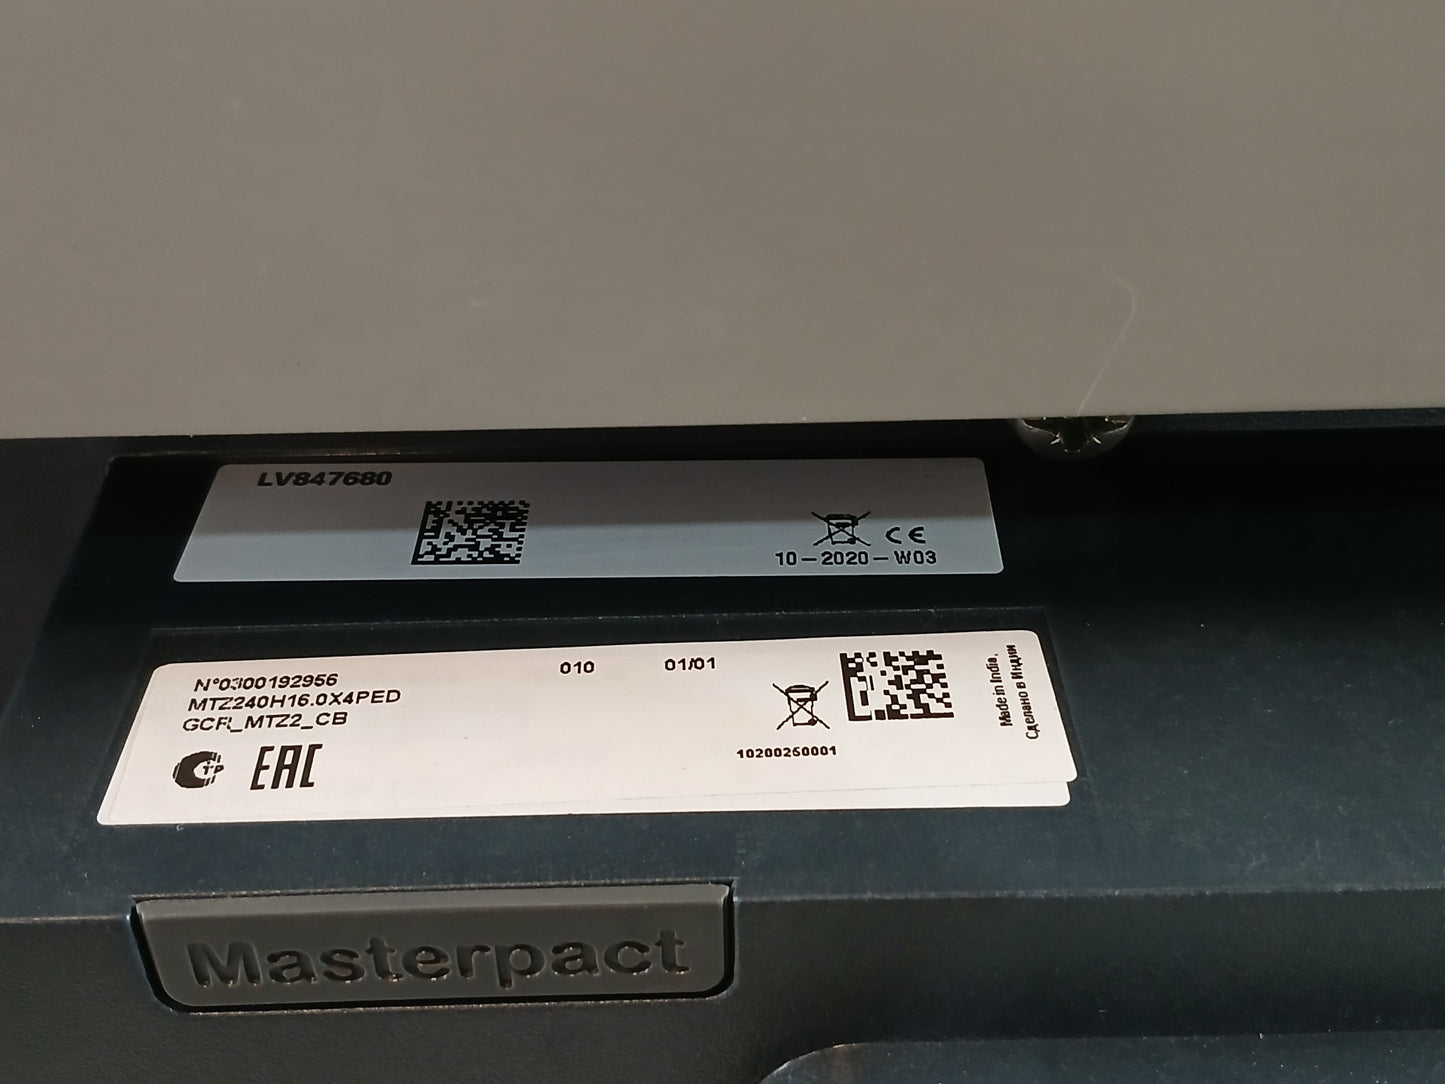 LV847680
CE
10-2020-W03
N°0300192956
010
01/01
MTZ240H16.0X4PED
GCR_MTZ2_CB
EAC
10200250001
Made in India,
Сделано в Индии
Masterpact